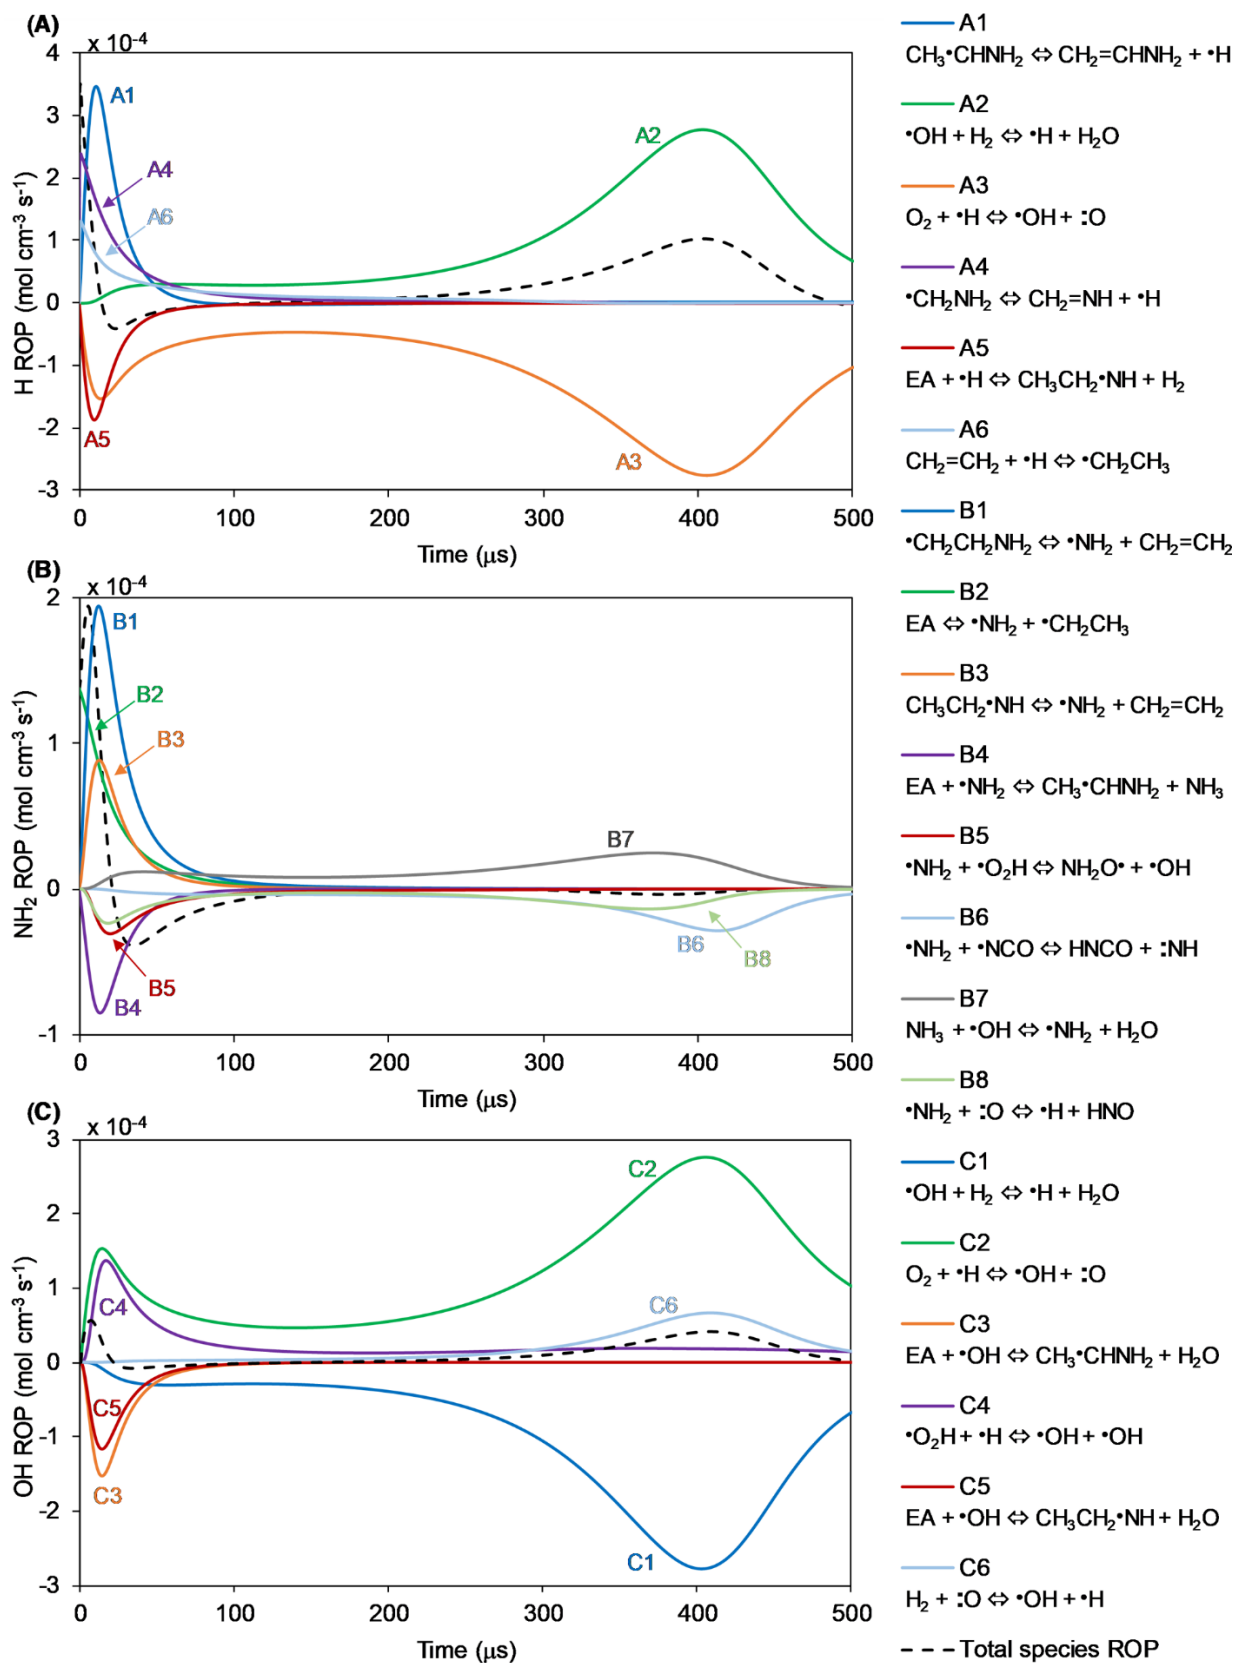 (A)
x 10⁻⁴
H ROP (mol cm⁻³ s⁻¹)
4
3
2
1
0
-1
-2
-3
A1
A4
A6
A5
A2
A3
0 100 200 300 400 500
Time (μs)
(B)
x 10⁻⁴
NH₂ ROP (mol cm⁻³ s⁻¹)
2
1
0
-1
B1
B2
B3
B5
B4
B7
B6
B8
0 100 200 300 400 500
Time (μs)
(C)
x 10⁻⁴
OH ROP (mol cm⁻³ s⁻¹)
3
2
1
0
-1
-2
-3
C4
C5
C3
C2
C6
C1
0 100 200 300 400 500
Time (μs)
A1
CH₃•CHNH₂ ⇔ CH₂=CHNH₂ + •H
A2
•OH + H₂ ⇔ •H + H₂O
A3
O₂ + •H ⇔ •OH + :O
A4
•CH₂NH₂ ⇔ CH₂=NH + •H
A5
EA + •H ⇔ CH₃CH₂•NH + H₂
A6
CH₂=CH₂ + •H ⇔ •CH₂CH₃
B1
•CH₂CH₂NH₂ ⇔ •NH₂ + CH₂=CH₂
B2
EA ⇔ •NH₂ + •CH₂CH₃
B3
CH₃CH₂•NH ⇔ •NH₂ + CH₂=CH₂
B4
EA + •NH₂ ⇔ CH₃•CHNH₂ + NH₃
B5
•NH₂ + •O₂H ⇔ NH₂O• + •OH
B6
•NH₂ + •NCO ⇔ HNCO + :NH
B7
NH₃ + •OH ⇔ •NH₂ + H₂O
B8
•NH₂ + :O ⇔ •H + HNO
C1
•OH + H₂ ⇔ •H + H₂O
C2
O₂ + •H ⇔ •OH + :O
C3
EA + •OH ⇔ CH₃•CHNH₂ + H₂O
C4
•O₂H + •H ⇔ •OH + •OH
C5
EA + •OH ⇔ CH₃CH₂•NH + H₂O
C6
H₂ + :O ⇔ •OH + •H
Total species ROP